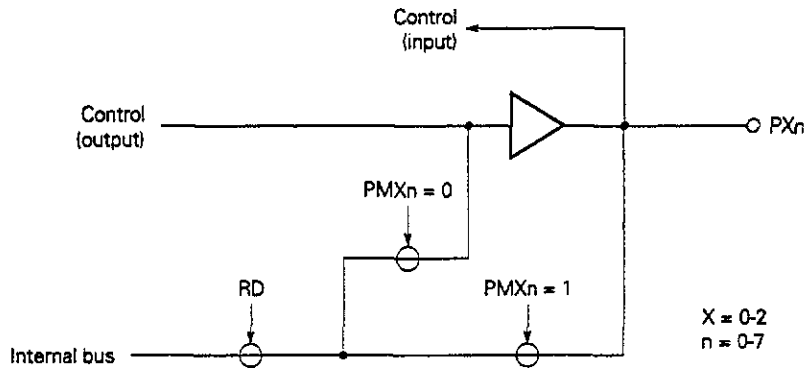 Control
(input)
Control
(output)
PXn
PMXn = 0
RD
PMXn = 1
X = 0-2
n = 0-7
Internal bus